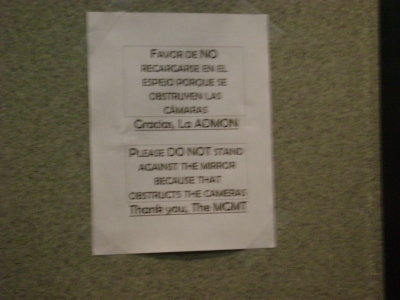 FAVOR DE NO
RECARGARSE EN EL
ESPEJO PORQUE SE
OBSTRUYEN LAS
CÁMARAS
Gracias, La ADMON
PLEASE DO NOT STAND
AGAINST THE MIRROR
BECAUSE THAT
OBSTRUCTS THE CAMERAS
Thank you, The MGMT